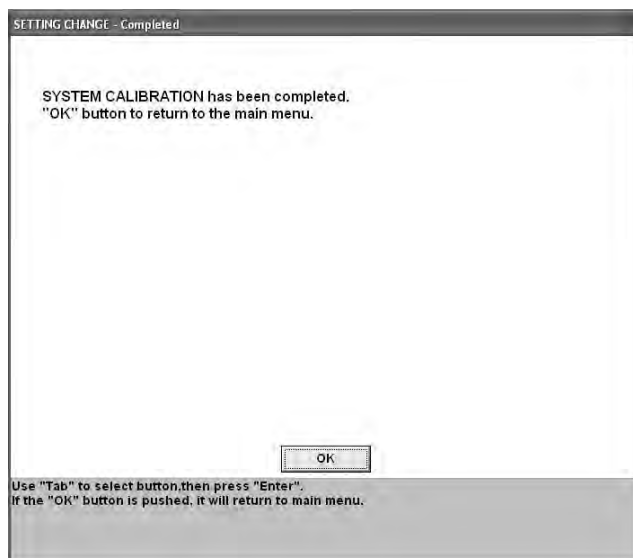 SETTING CHANGE - Completed
SYSTEM CALIBRATION has been completed.
"OK" button to return to the main menu.
OK
Use "Tab" to select button,then press "Enter".
If the "OK" button is pushed, it will return to main menu.